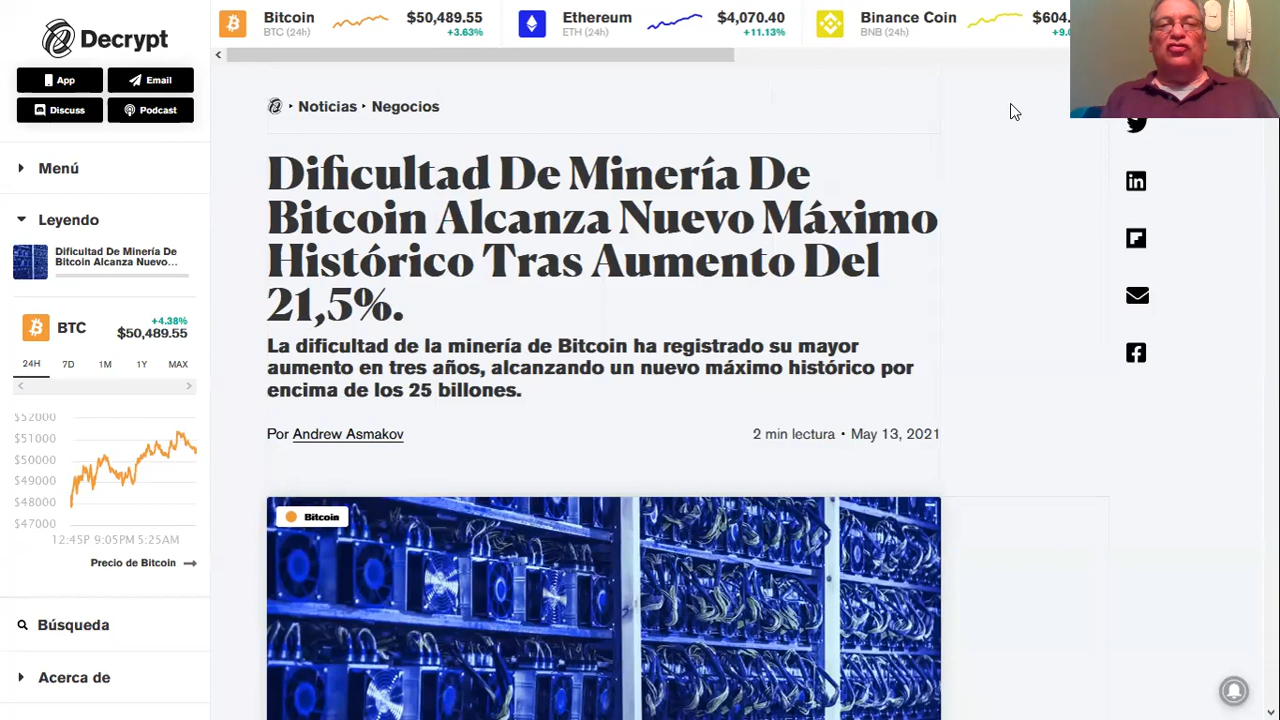 Decrypt
App
Email
Discuss
Podcast
Menú
Leyendo
Dificultad De Minería De
Bitcoin Alcanza Nuevo...
BTC
+4.38%
$50,489.55
24H 7D 1M 1Y MAX
$52000
$51000
$50000
$49000
$48000
$47000
12:45P 9:05PM 5:25AM
Precio de Bitcoin
Búsqueda
Acerca de
Bitcoin $50,489.55
BTC (24h) +3.63%
Ethereum $4,070.40
ETH (24h) +11.13%
Binance Coin $604.
BNB (24h) +9.0
Noticias Negocios
Dificultad De Minería De
Bitcoin Alcanza Nuevo Máximo
Histórico Tras Aumento Del
21,5%.
La dificultad de la minería de Bitcoin ha registrado su mayor
aumento en tres años, alcanzando un nuevo máximo histórico por
encima de los 25 billones.
Por Andrew Asmakov 2 min lectura • May 13, 2021
Bitcoin